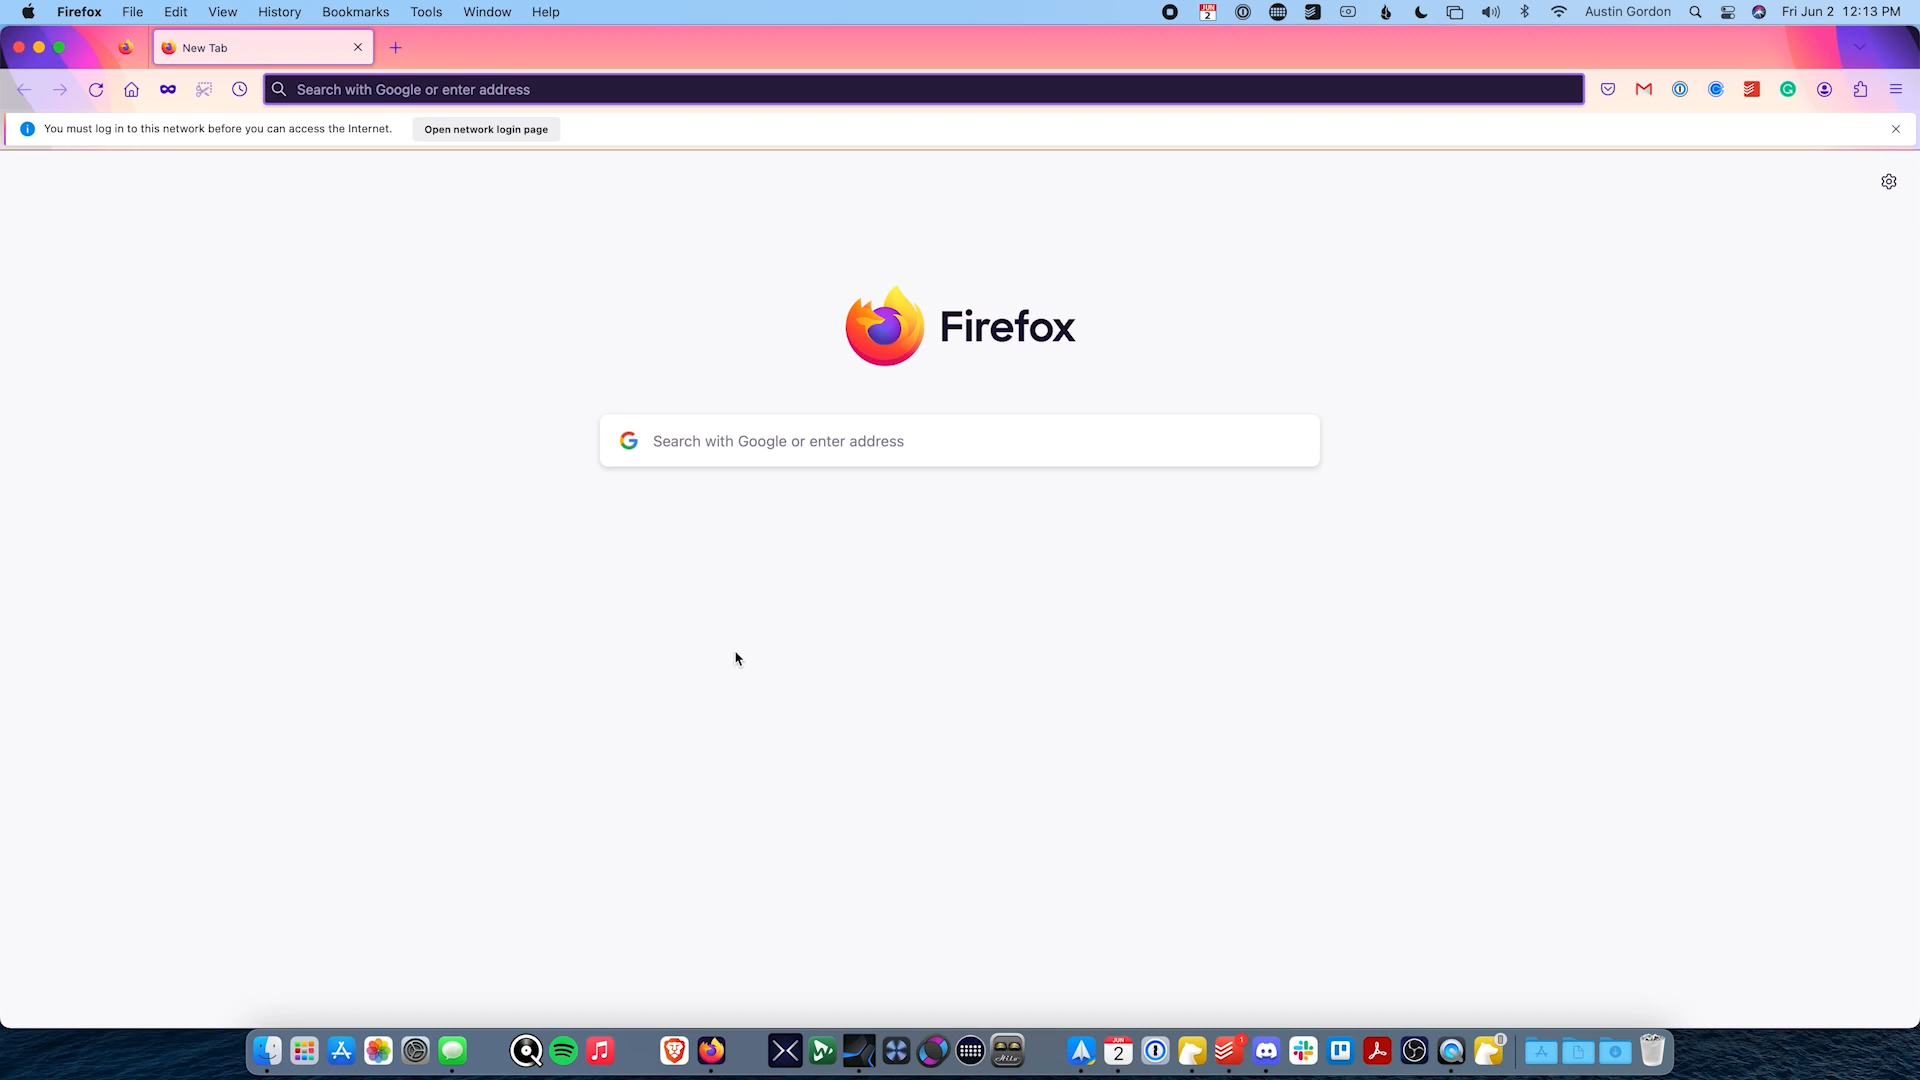 Firefox File Edit View History Bookmarks Tools Window Help JUN 2 Austin Gordon Fri Jun 2 12:13 PM
New Tab
Search with Google or enter address
You must log in to this network before you can access the Internet. Open network login page
Firefox
Search with Google or enter address
JUN 2 1